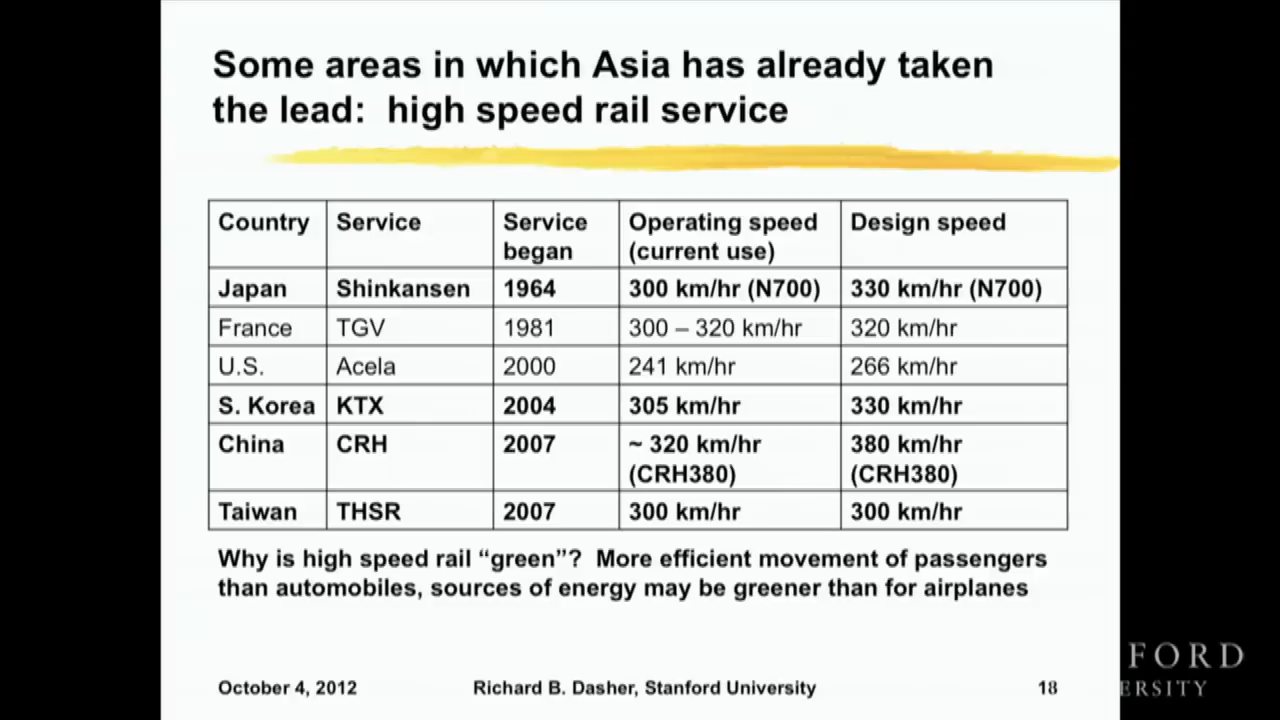 Some areas in which Asia has already taken
the lead:  high speed rail service
Country Service Service began Operating speed (current use) Design speed
Japan Shinkansen 1964 300 km/hr (N700) 330 km/hr (N700)
France TGV 1981 300 – 320 km/hr 320 km/hr
U.S. Acela 2000 241 km/hr 266 km/hr
S. Korea KTX 2004 305 km/hr 330 km/hr
China CRH 2007 ~ 320 km/hr (CRH380) 380 km/hr (CRH380)
Taiwan THSR 2007 300 km/hr 300 km/hr
Why is high speed rail “green”?  More efficient movement of passengers
than automobiles, sources of energy may be greener than for airplanes
October 4, 2012 Richard B. Dasher, Stanford University 18
FORD
ERSITY